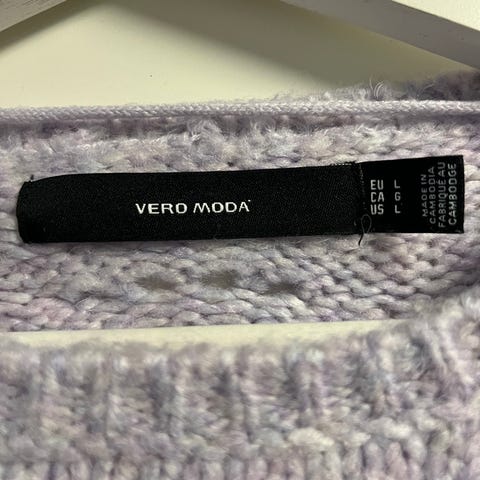 VERO MODA
EU L
CA G
US L
MADE IN
CAMBODIA
FABRIQUÉ AU
CAMBODGE